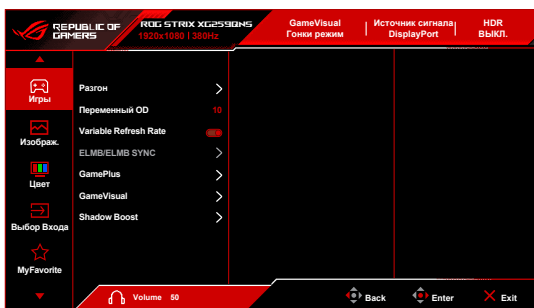 REPUBLIC OF
GAMERS
ROG STRIX XG259QNS
1920x1080 | 380Hz
GameVisual
Гонки режим
Источник сигнала
DisplayPort
HDR
ВЫКЛ.
Игры
Изображ.
Цвет
Выбор Входа
MyFavorite
Разгон
Переменный OD 10
Variable Refresh Rate
ELMB/ELMB SYNC
GamePlus
GameVisual
Shadow Boost
Volume 50
Back
Enter
Exit